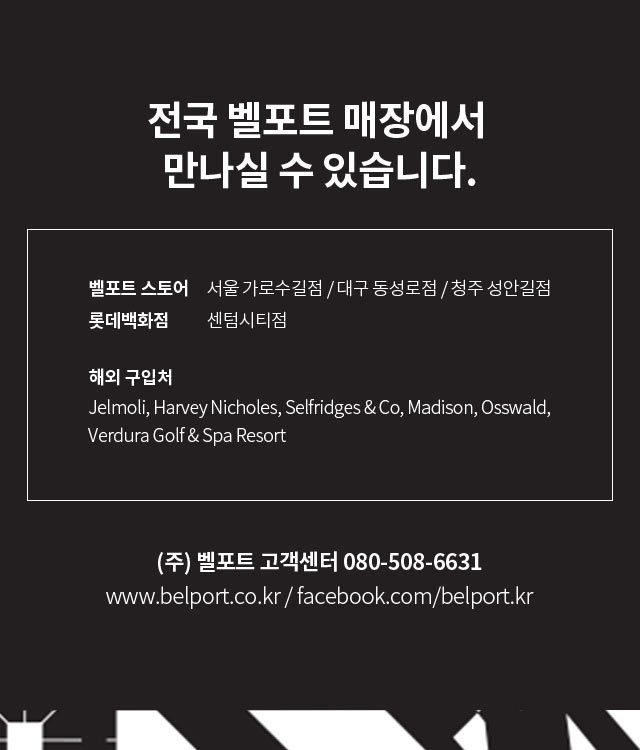 전국 벨포트 매장에서
만나실 수 있습니다.
벨포트 스토어 서울 가로수길점 / 대구 동성로점 / 청주 성안길점
롯데백화점 센텀시티점
해외 구입처
Jelmoli, Harvey Nicholes, Selfridges & Co, Madison, Osswald,
Verdura Golf & Spa Resort
(주) 벨포트 고객센터 080-508-6631
www.belport.co.kr / facebook.com/belport.kr